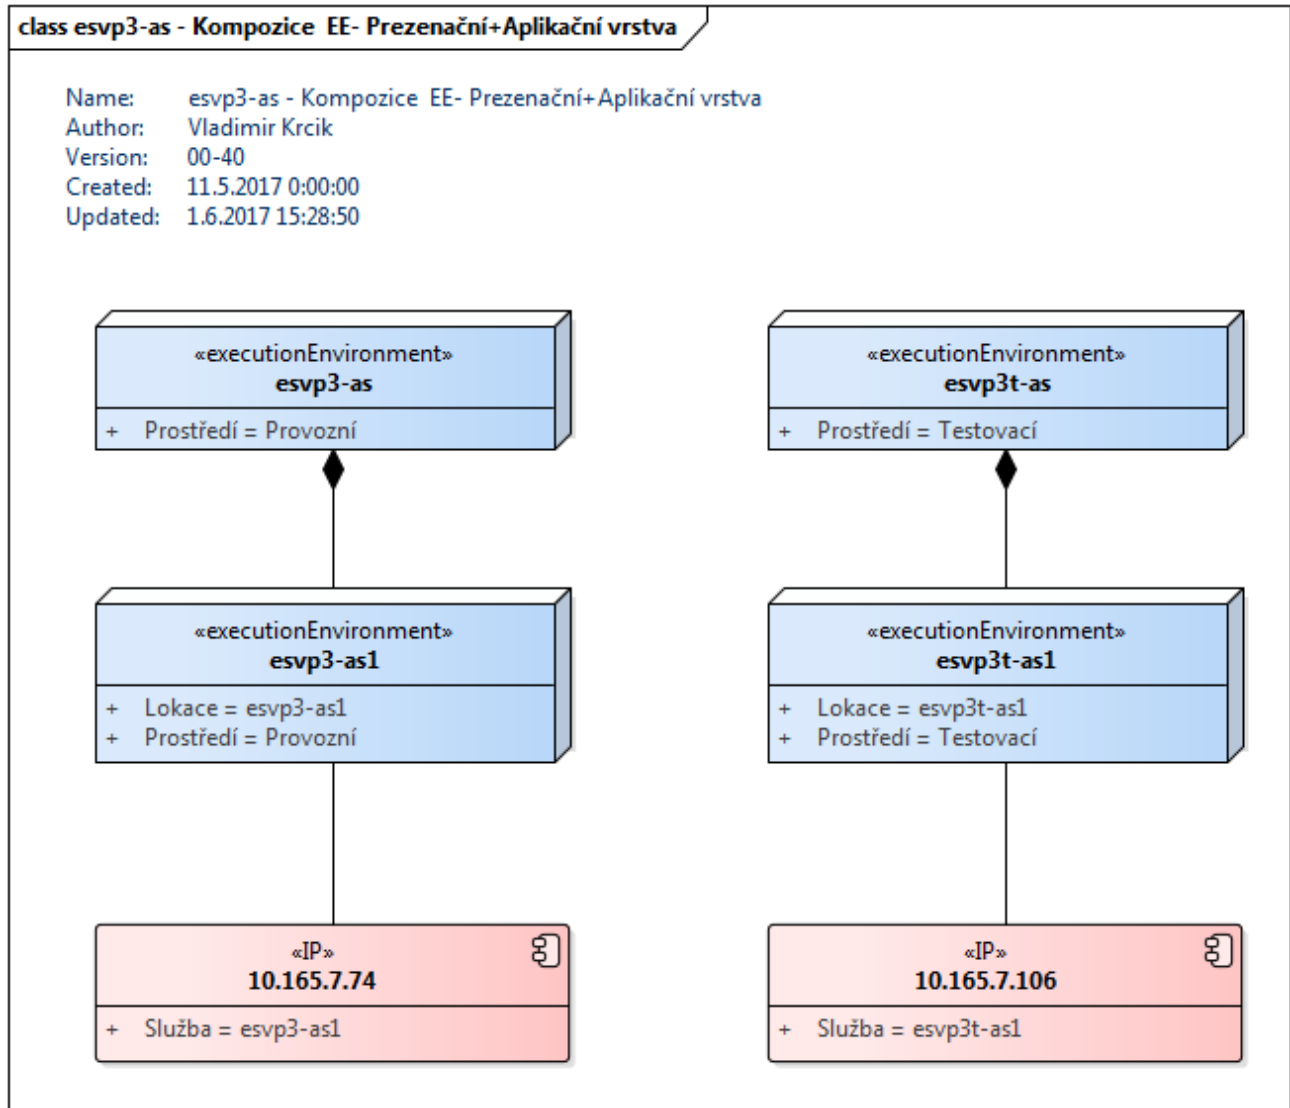 class esvp3-as - Kompozice  EE- Prezenační+Aplikační vrstva
Name: esvp3-as - Kompozice  EE- Prezenační+Aplikační vrstva
Author: Vladimir Krcik
Version: 00-40
Created: 11.5.2017 0:00:00
Updated: 1.6.2017 15:28:50
«executionEnvironment»
esvp3-as
+ Prostředí = Provozní
«executionEnvironment»
esvp3t-as
+ Prostředí = Testovací
«executionEnvironment»
esvp3-as1
+ Lokace = esvp3-as1
+ Prostředí = Provozní
«executionEnvironment»
esvp3t-as1
+ Lokace = esvp3t-as1
+ Prostředí = Testovací
«IP»
10.165.7.74
+ Služba = esvp3-as1
«IP»
10.165.7.106
+ Služba = esvp3t-as1